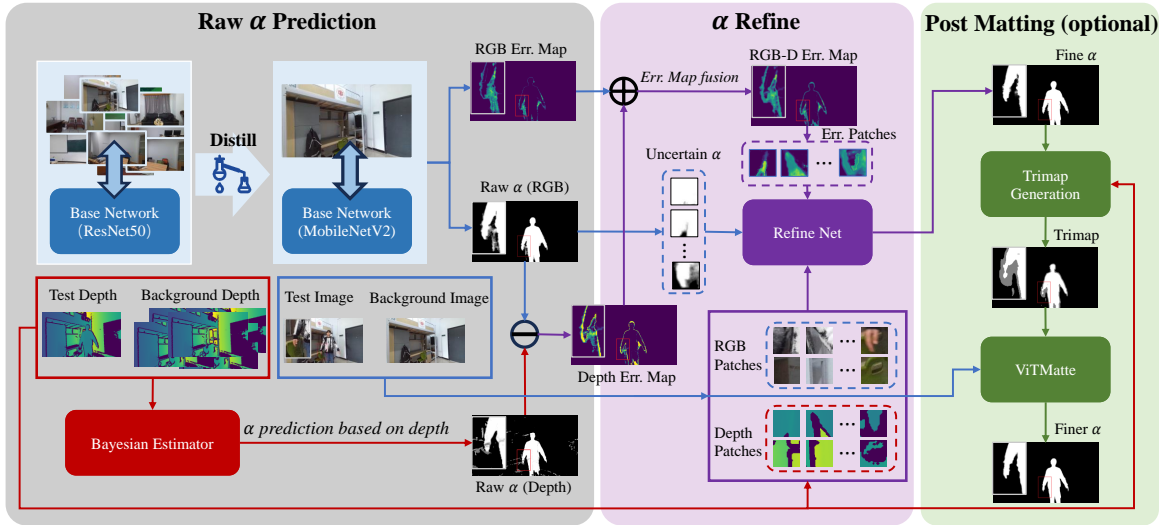 Raw α Prediction
RGB Err. Map
Distill
Base Network
（ResNet50）
Base Network
(MobileNetV2)
Raw α (RGB)
Test Depth
Background Depth
Test Image
Background Image
Depth Err. Map
Bayesian Estimator
α prediction based on depth
Raw α (Depth)
α Refine
Err. Map fusion
RGB-D Err. Map
Err. Patches
Uncertain α
Refine Net
RGB
Patches
Depth
Patches
Post Matting (optional)
Fine α
Trimap
Generation
Trimap
ViTMatte
Finer α